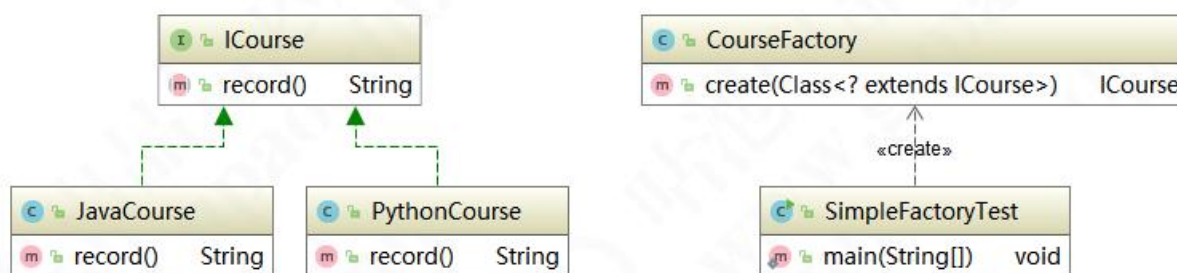 ICourse
record() String
CourseFactory
create(Class<? extends ICourse>) ICourse
«create»
JavaCourse
record() String
PythonCourse
record() String
SimpleFactoryTest
main(String[]) void